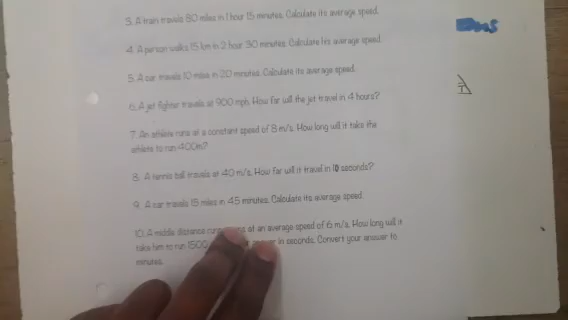 3. A train travels 80 miles in 1 hour 15 minutes. Calculate its average speed.
4. A person walks 15 km in 2 hour 30 minutes. Calculate his average speed.
5. A car travels 10 miles in 20 minutes. Calculate its average speed.
6. A jet fighter travels at 900 mph. How far will the jet travel in 4 hours?
7. An athlete runs at a constant speed of 8 m/s. How long will it take the
athlete to run 400m?
8. A tennis ball travels at 40 m/s. How far will it travel in 10 seconds?
9. A car travels 15 miles in 45 minutes. Calculate its average speed.
10. A middle distance at an average speed of 6 m/s. How long will it
take him to run 1500 in seconds. Convert your answer to
minutes.